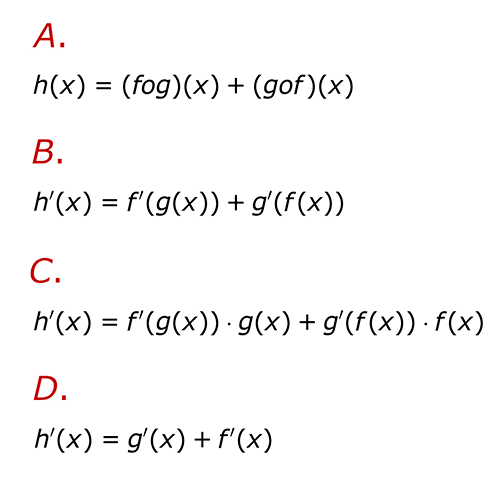 A.
h(x) = (fog)(x) + (gof)(x)
B.
h′(x) = f′(g(x)) + g′(f(x))
C.
h′(x) = f′(g(x)) · g(x) + g′(f(x)) · f(x)
D.
h′(x) = g′(x) + f′(x)